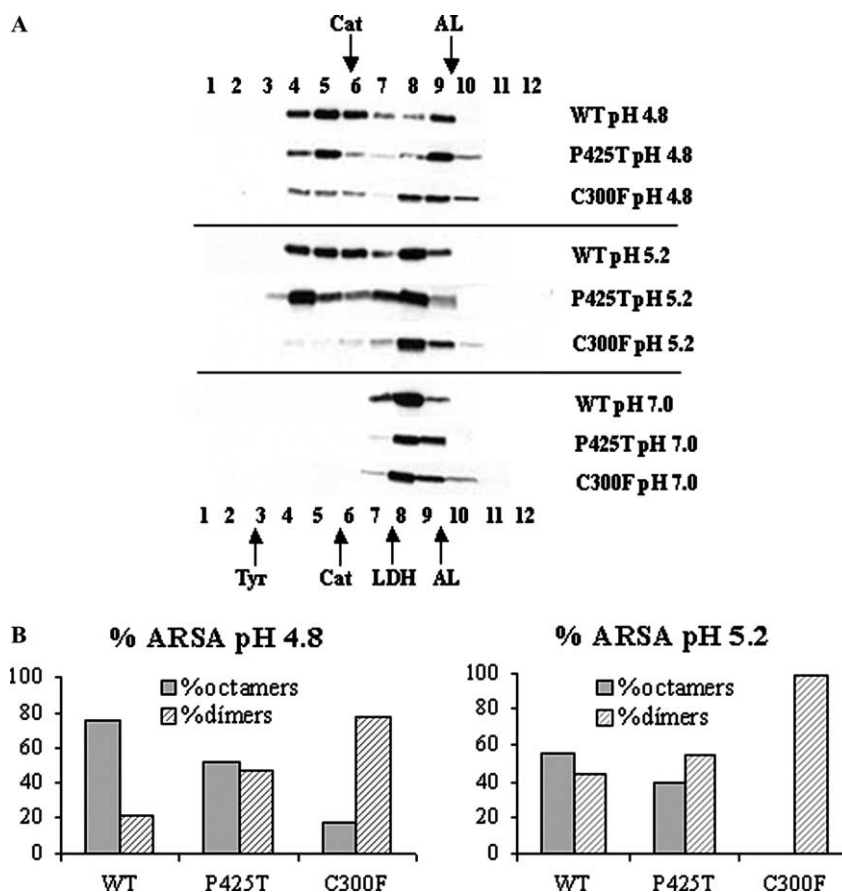 A
Cat AL
1 2 3 4 5 6 7 8 9 10 11 12
WT pH 4.8
P425T pH 4.8
C300F pH 4.8
WT pH 5.2
P425T pH 5.2
C300F pH 5.2
WT pH 7.0
P425T pH 7.0
C300F pH 7.0
1 2 3 4 5 6 7 8 9 10 11 12
Tyr Cat LDH AL
B
% ARSA pH 4.8
100
80
60
40
20
0
%octamers
%dímers
WT P425T C300F
% ARSA pH 5.2
100
80
60
40
20
0
%octamers
%dímers
WT P425T C300F